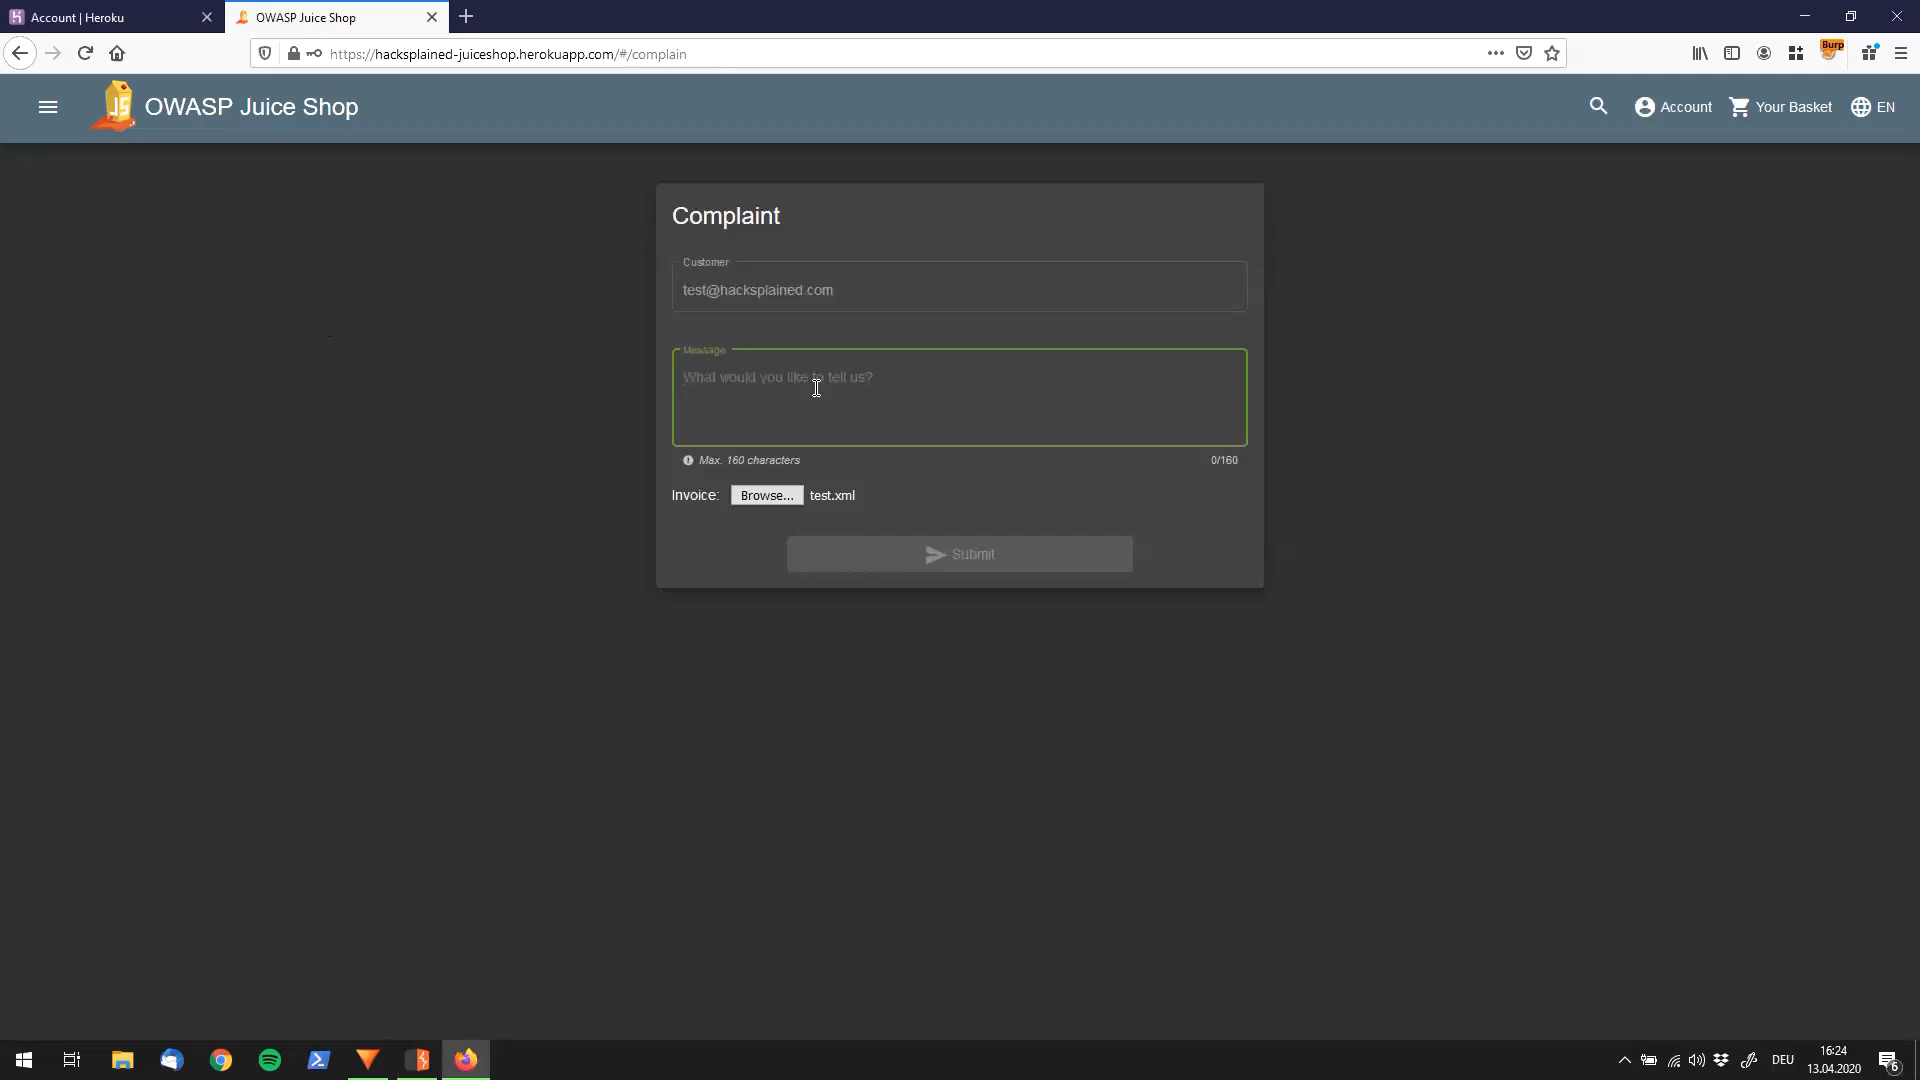 Account | Heroku
OWASP Juice Shop
https://hacksplained-juiceshop.herokuapp.com/#/complain
Burp
JS
OWASP Juice Shop
Account
Your Basket
EN
Complaint
Customer
test@hacksplained.com
Message
What would you like to tell us?
Max. 160 characters
0/160
Invoice:
Browse...
test.xml
Submit
DEU
16:24
13.04.2020
6